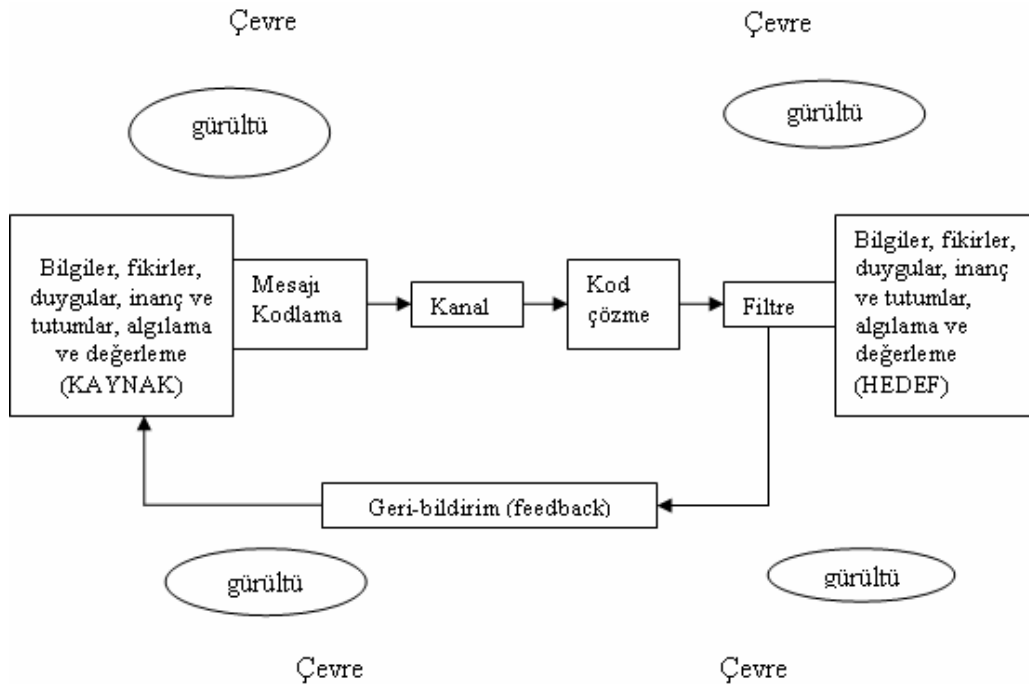 Çevre
Çevre
gürültü
gürültü
Bilgiler, fikirler,
duygular, inanç ve
tutumlar, algılama
ve değerleme
(KAYNAK)
Mesajı
Kodlama
Kanal
Kod
çözme
Filtre
Bilgiler, fikirler,
duygular, inanç
ve tutumlar,
algılama ve
değerleme
(HEDEF)
Geri-bildirim (feedback)
gürültü
gürültü
Çevre
Çevre